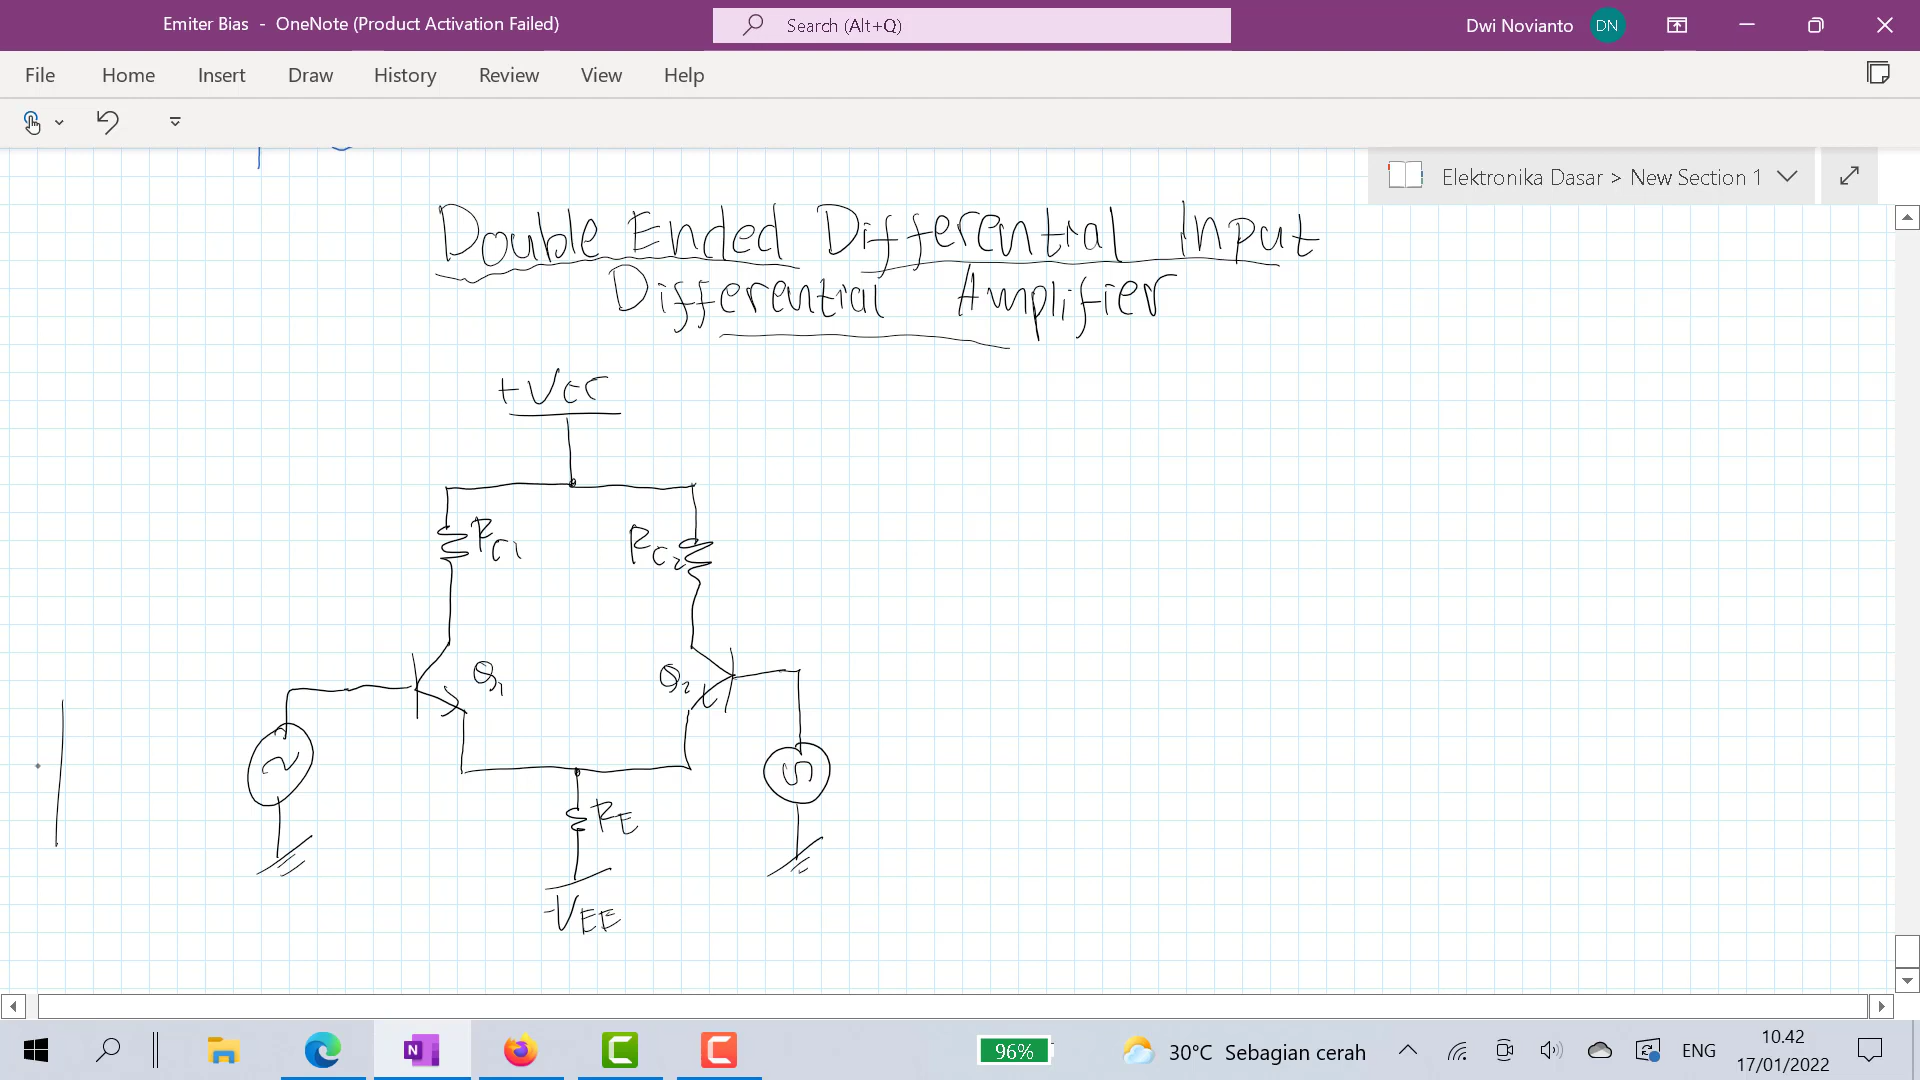 Emiter Bias - OneNote (Product Activation Failed)
Search (Alt+Q)
Dwi Novianto
DN
File Home Insert Draw History Review View Help
Elektronika Dasar > New Section 1
Double Ended Differential Input
Differential Amplifier
+VCC
RC1
RC2
Q1
Q2
RE
-VEE
96%
30°C Sebagian cerah
ENG
10.42
17/01/2022